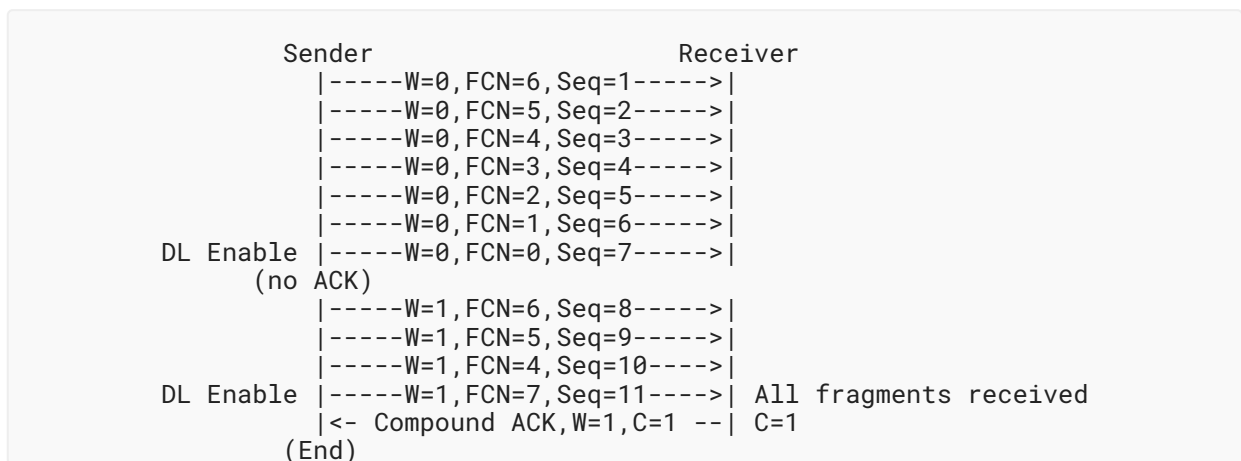 Sender                    Receiver
|-----W=0,FCN=6,Seq=1----->|
|-----W=0,FCN=5,Seq=2----->|
|-----W=0,FCN=4,Seq=3----->|
|-----W=0,FCN=3,Seq=4----->|
|-----W=0,FCN=2,Seq=5----->|
|-----W=0,FCN=1,Seq=6----->|
DL Enable |-----W=0,FCN=0,Seq=7----->|
(no ACK)
|-----W=1,FCN=6,Seq=8----->|
|-----W=1,FCN=5,Seq=9----->|
|-----W=1,FCN=4,Seq=10---->|
DL Enable |-----W=1,FCN=7,Seq=11---->| All fragments received
|<- Compound ACK,W=1,C=1 --| C=1
(End)